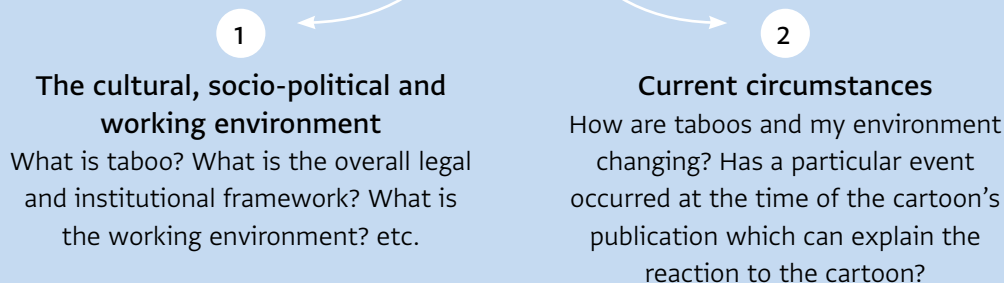 1
The cultural, socio-political and
working environment
What is taboo? What is the overall legal
and institutional framework? What is
the working environment? etc.
2
Current circumstances
How are taboos and my environment
changing? Has a particular event
occurred at the time of the cartoon’s
publication which can explain the
reaction to the cartoon?